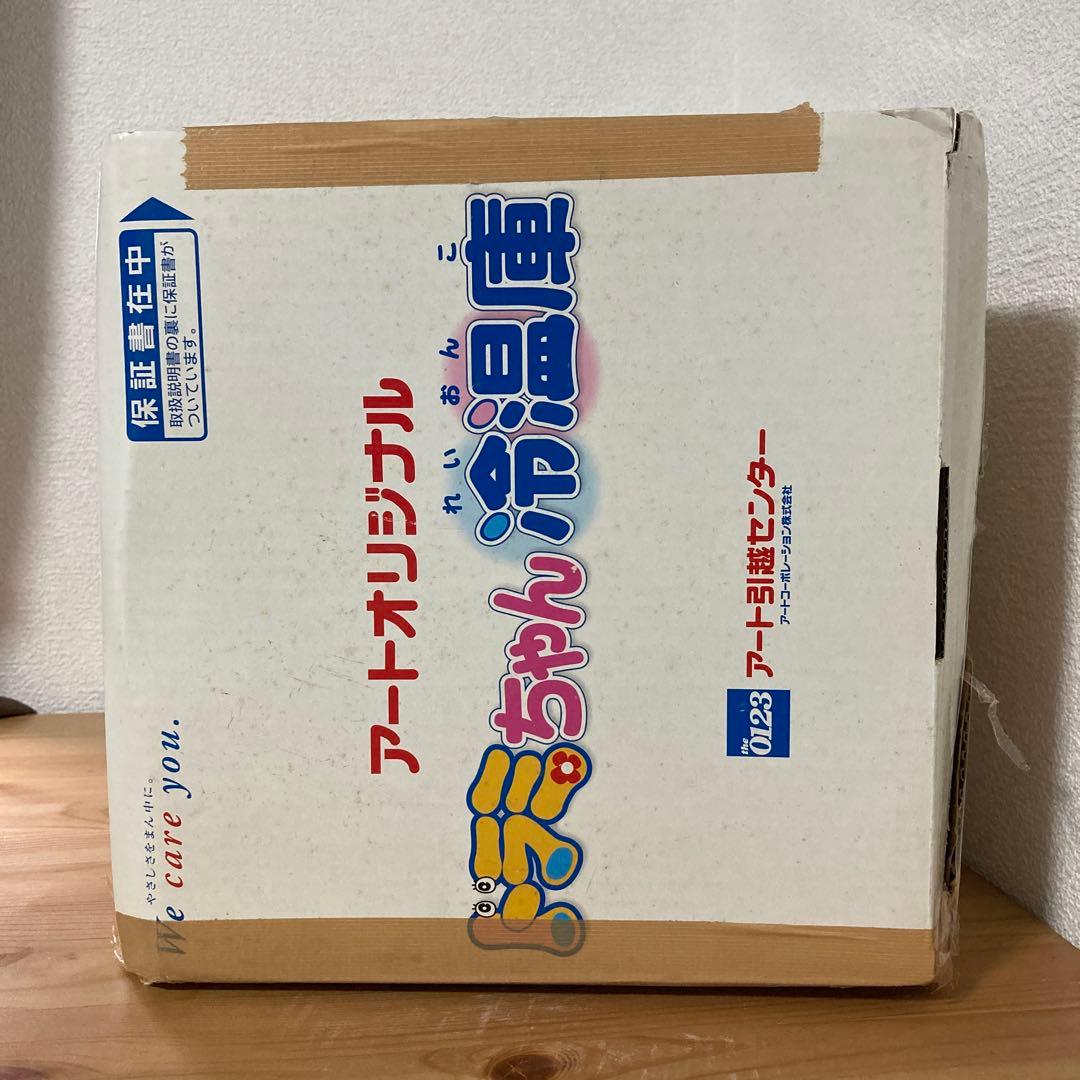 やさしさをまん中に。
We care you.
保証書在中
取扱説明書の裏に保証書が
ついています。
アートオリジナル
れいおんこ
ドラミちゃん冷温庫
the 0123
アート引越センター
アートコーポレーション株式会社